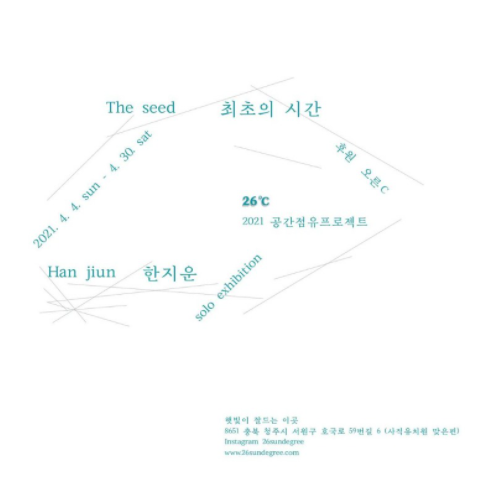 The seed 최초의 시간
2021. 4. 4. sun - 4. 30. sat
후원 오른C
26℃
2021 공간점유프로젝트
Han jiun 한지운
solo exhibition
햇빛이 잘드는 이곳
8651 충북 청주시 서원구 호국로 59번길 6 (사직유치원 맞은편)
Instagram 26sundegree
www.26sundegree.com